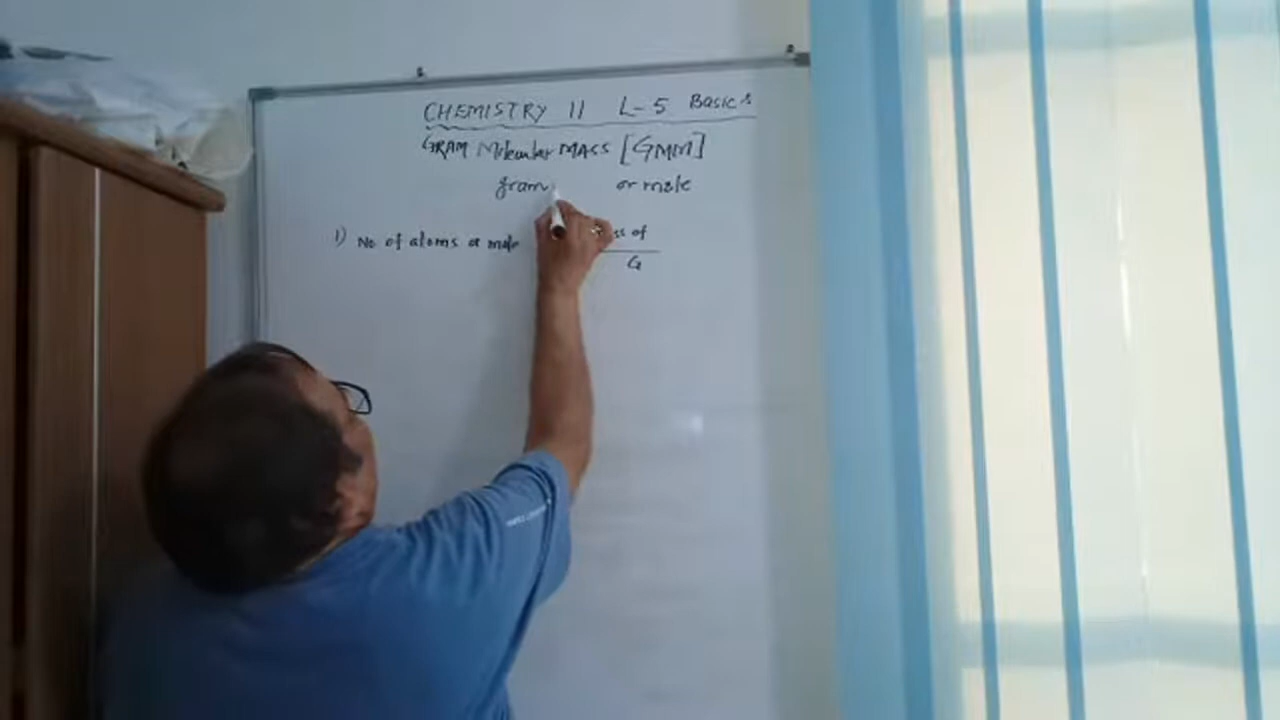 CHEMISTRY 11 L-5 Basics
GRAM Molecular MASS [GMM]
gram or mole
1) No. of atoms or mole ss of
G